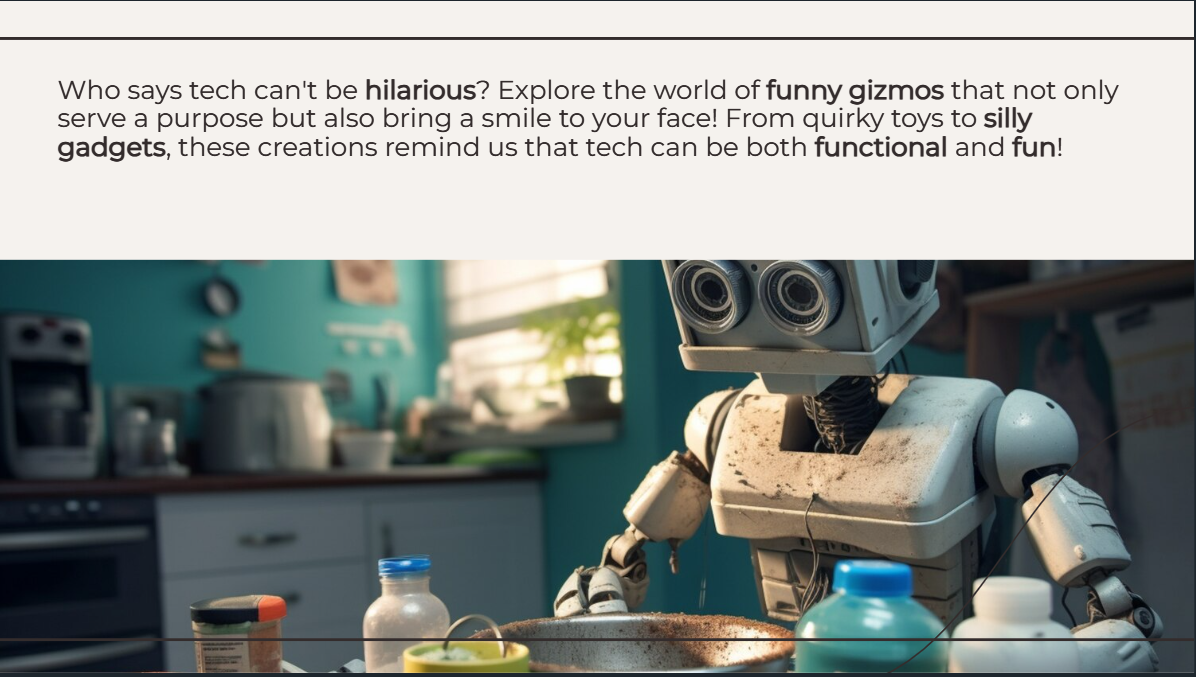 Who says tech can't be hilarious? Explore the world of funny gizmos that not only
serve a purpose but also bring a smile to your face! From quirky toys to silly
gadgets, these creations remind us that tech can be both functional and fun!